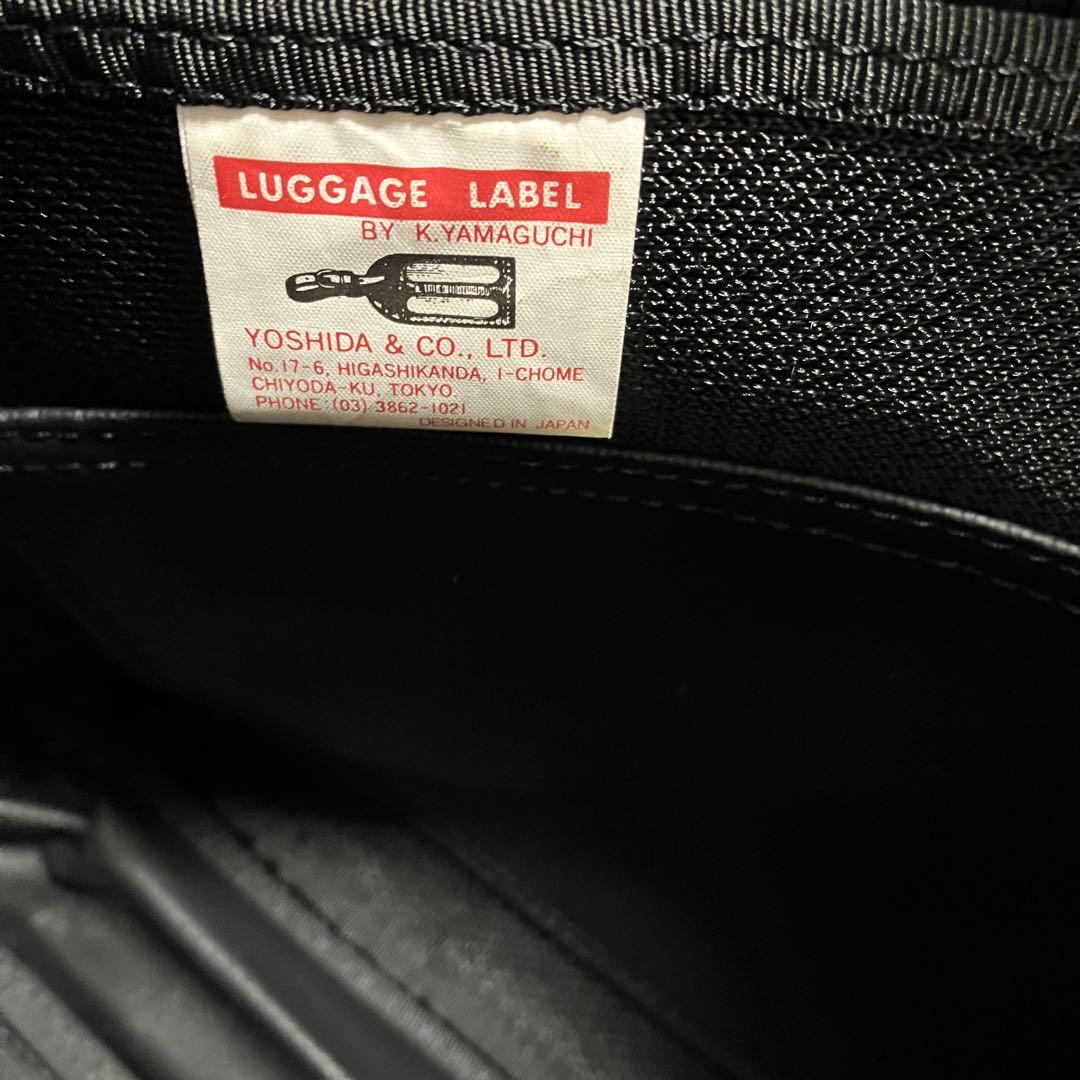 LUGGAGE LABEL
BY K.YAMAGUCHI
YOSHIDA & CO., LTD.
No.17-6, HIGASHIKANDA, 1-CHOME
CHIYODA-KU, TOKYO.
PHONE:(03) 3862-1021
DESIGNED IN JAPAN